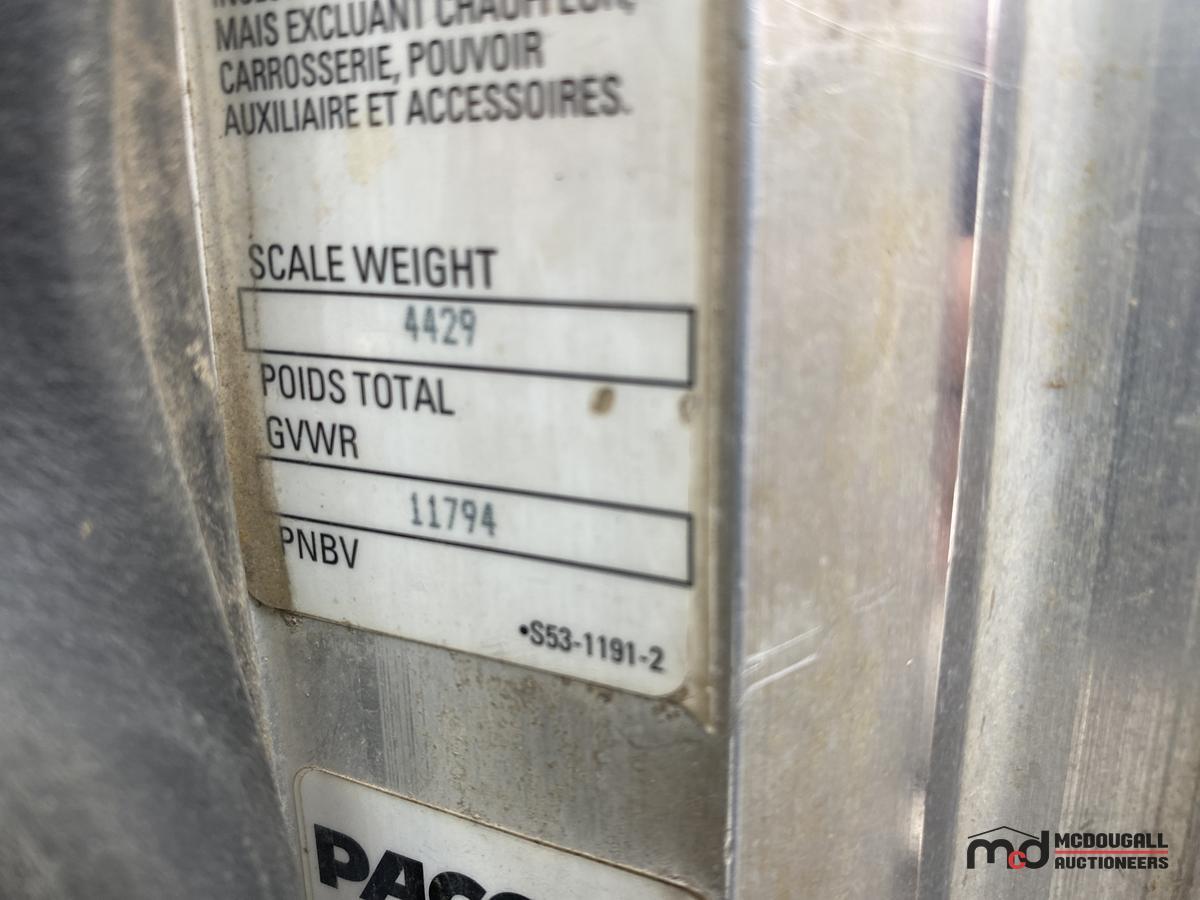 MAIS EXCLUANT CHAUFFEUR,
CARROSSERIE, POUVOIR
AUXILIAIRE ET ACCESSOIRES.
SCALE WEIGHT
4429
POIDS TOTAL
GVWR
11794
PNBV
•S53-1191-2
mcd MCDOUGALL
AUCTIONEERS